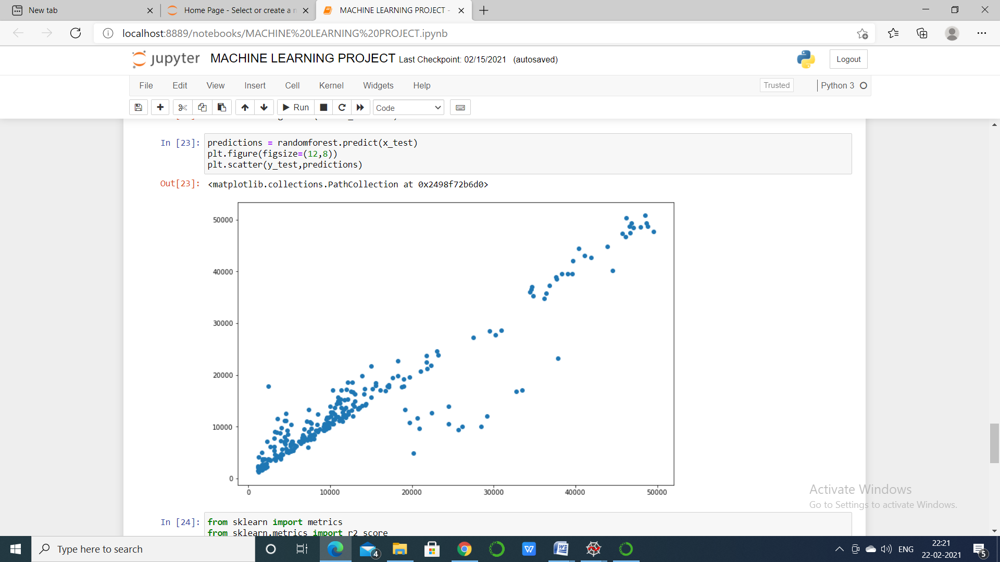 New tab
Home Page - Select or create a n
MACHINE LEARNING PROJECT -
localhost:8889/notebooks/MACHINE%20LEARNING%20PROJECT.ipynb
jupyter MACHINE LEARNING PROJECT Last Checkpoint: 02/15/2021 (autosaved)
Logout
File Edit View Insert Cell Kernel Widgets Help
Trusted
Python 3
Run
Code
In [23]: predictions = randomforest.predict(x_test)
plt.figure(figsize=(12,8))
plt.scatter(y_test,predictions)
Out[23]: <matplotlib.collections.PathCollection at 0x2498f72b6d0>
50000
40000
30000
20000
10000
0
0 10000 20000 30000 40000 50000
Activate Windows
Go to Settings to activate Windows.
In [24]: from sklearn import metrics
from sklearn.metrics import r2_score
Type here to search
4
W
ENG
22:21
22-02-2021
5